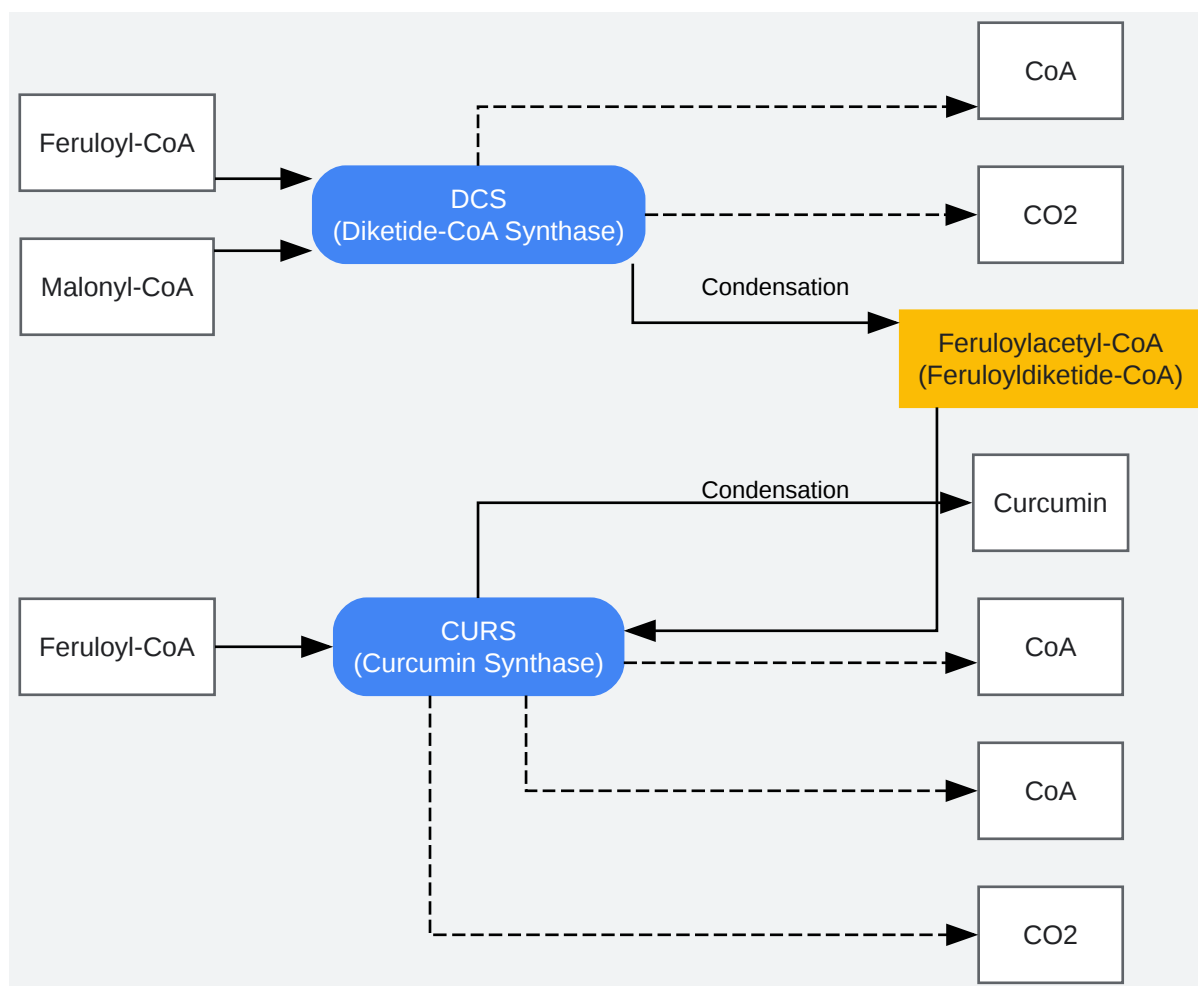 CoA
Feruloyl-CoA
DCS
(Diketide-CoA Synthase)
CO2
Malonyl-CoA
Condensation
Feruloylacetyl-CoA
(Feruloyldiketide-CoA)
Condensation
Curcumin
Feruloyl-CoA
CURS
(Curcumin Synthase)
CoA
CoA
CO2